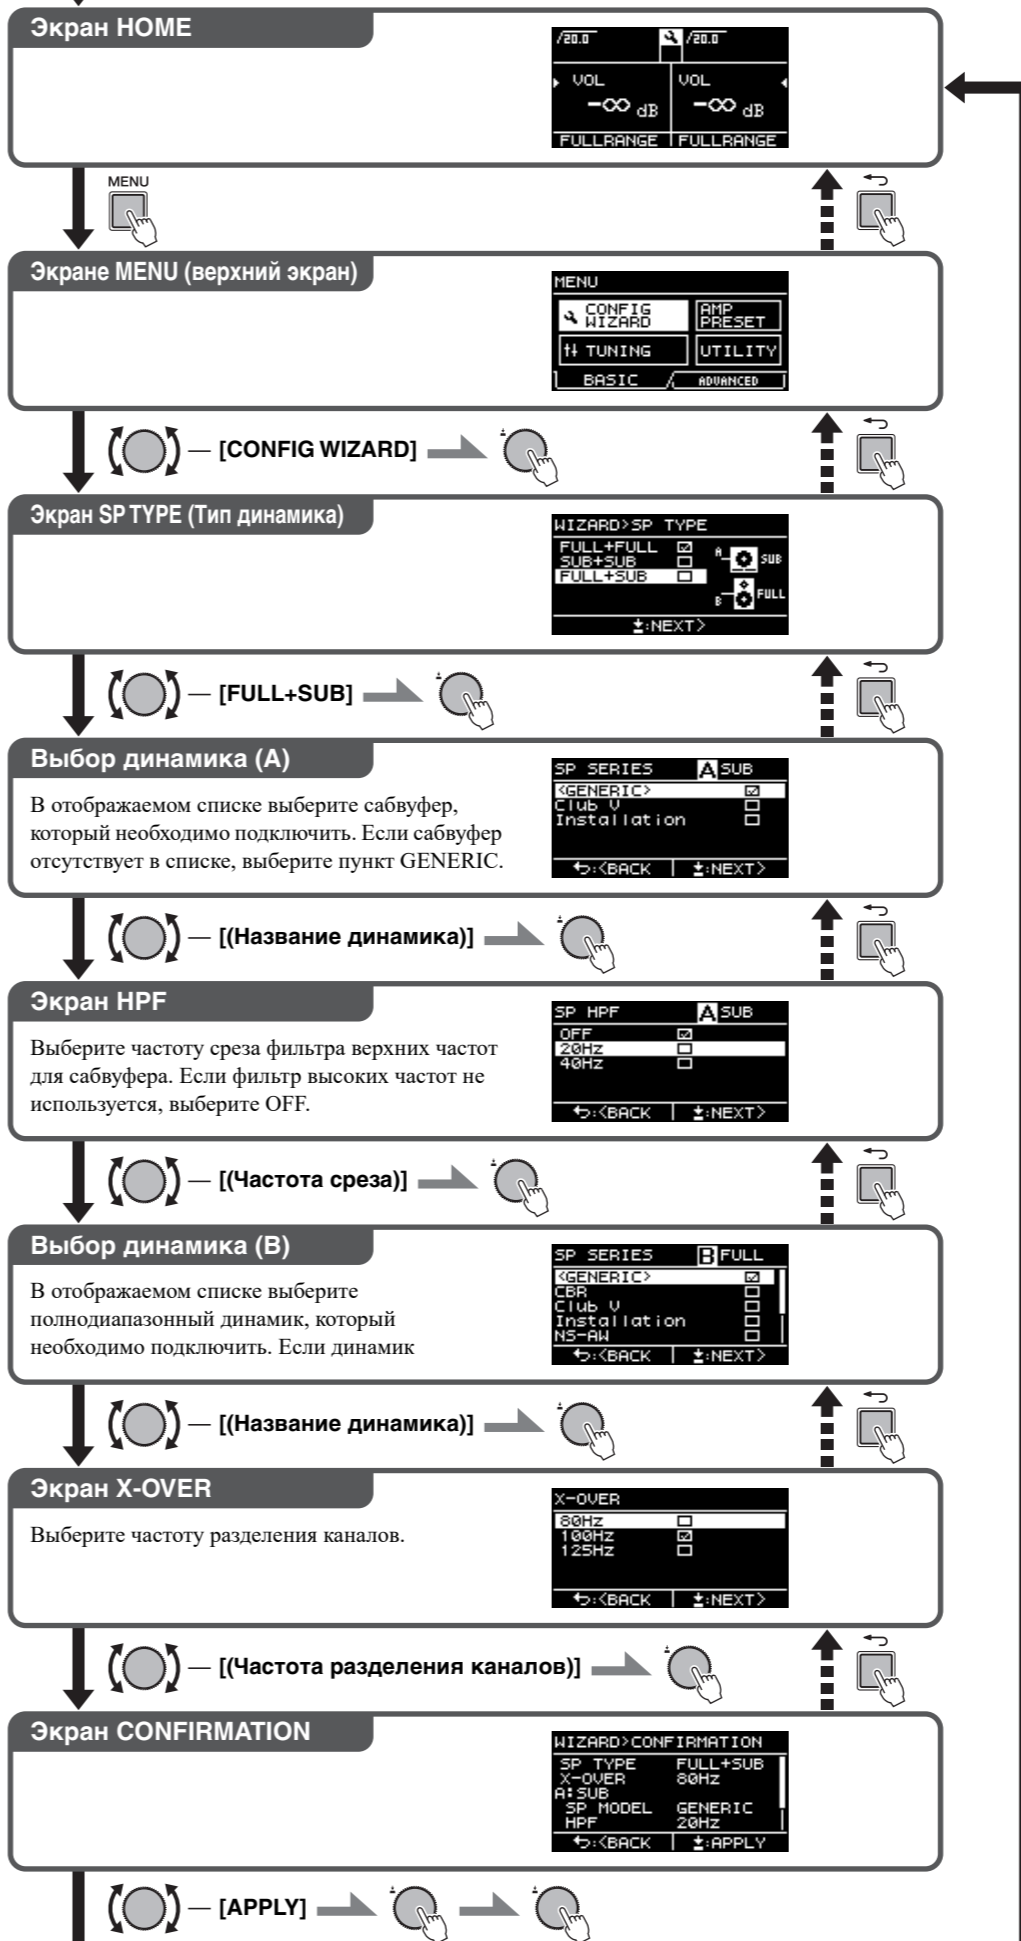 Экран HOME
/20.0 /20.0
VOL VOL
-∞ dB -∞ dB
FULLRANGE FULLRANGE
MENU
Экране MENU (верхний экран)
MENU
CONFIG WIZARD
AMP PRESET
TUNING
UTILITY
BASIC ADVANCED
— [CONFIG WIZARD]
Экран SP TYPE (Тип динамика)
WIZARD>SP TYPE
FULL+FULL
SUB+SUB
FULL+SUB
A SUB
B FULL
:NEXT>
— [FULL+SUB]
Выбор динамика (A)
В отображаемом списке выберите сабвуфер,
который необходимо подключить. Если сабвуфер
отсутствует в списке, выберите пункт GENERIC.
SP SERIES A SUB
<GENERIC>
Club V
Installation
:<BACK :NEXT>
— [(Название динамика)]
Экран HPF
Выберите частоту среза фильтра верхних частот
для сабвуфера. Если фильтр высоких частот не
используется, выберите OFF.
SP HPF A SUB
OFF
20Hz
40Hz
:<BACK :NEXT>
— [(Частота среза)]
Выбор динамика (B)
В отображаемом списке выберите
полнодиапазонный динамик, который
необходимо подключить. Если динамик
SP SERIES B FULL
<GENERIC>
CBR
Club V
Installation
NS-AW
:<BACK :NEXT>
— [(Название динамика)]
Экран X-OVER
Выберите частоту разделения каналов.
X-OVER
80Hz
100Hz
125Hz
:<BACK :NEXT>
— [(Частота разделения каналов)]
Экран CONFIRMATION
WIZARD>CONFIRMATION
SP TYPE FULL+SUB
X-OVER 80Hz
A:SUB
SP MODEL GENERIC
HPF 20Hz
:<BACK :APPLY
— [APPLY]